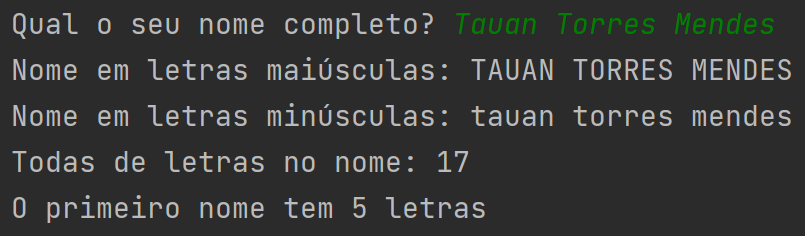 Qual o seu nome completo? Tauan Torres Mendes
Nome em letras maiúsculas: TAUAN TORRES MENDES
Nome em letras minúsculas: tauan torres mendes
Todas de letras no nome: 17
O primeiro nome tem 5 letras